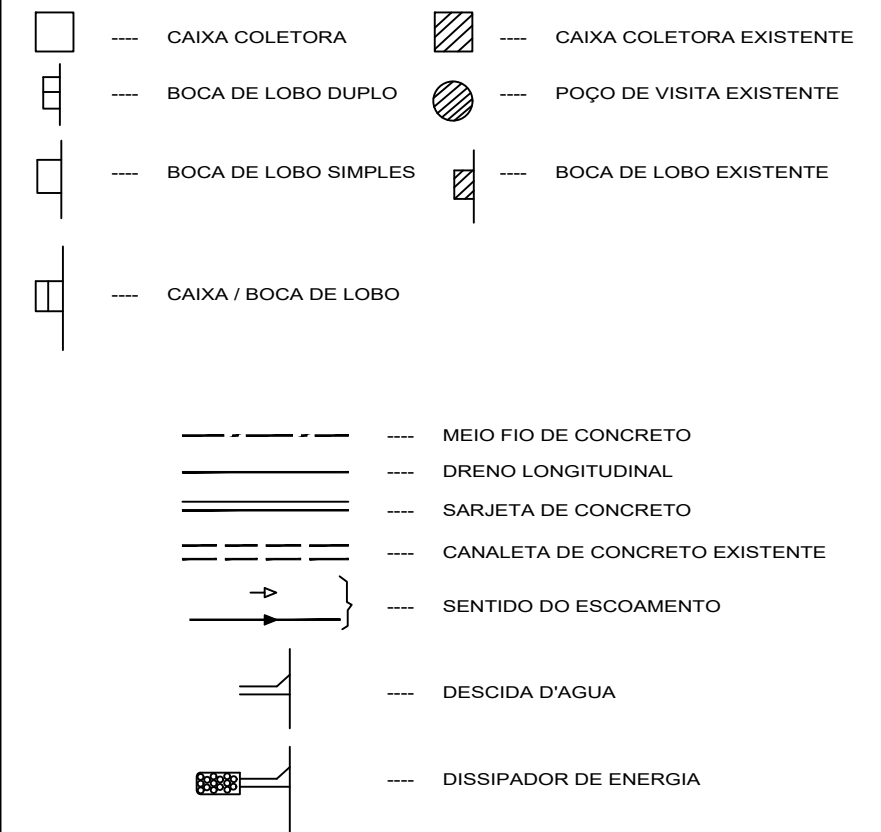 ---- CAIXA COLETORA
---- CAIXA COLETORA EXISTENTE
---- BOCA DE LOBO DUPLO
---- POÇO DE VISITA EXISTENTE
---- BOCA DE LOBO SIMPLES
---- BOCA DE LOBO EXISTENTE
---- CAIXA / BOCA DE LOBO
---- MEIO FIO DE CONCRETO
---- DRENO LONGITUDINAL
---- SARJETA DE CONCRETO
---- CANALETA DE CONCRETO EXISTENTE
---- SENTIDO DO ESCOAMENTO
---- DESCIDA D'AGUA
---- DISSIPADOR DE ENERGIA